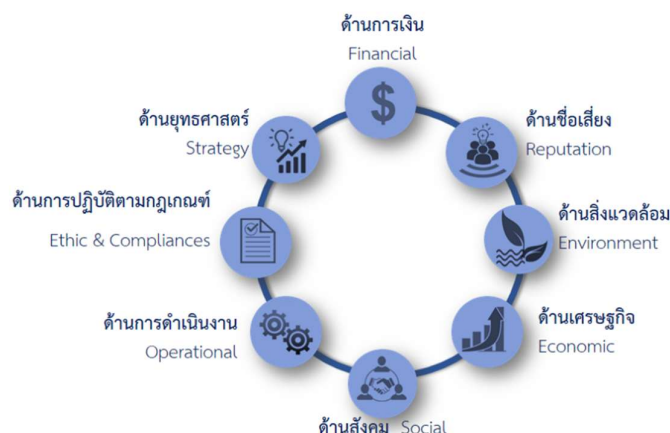 ด้านการเงิน
Financial
ด้านชื่อเสี่ยง
Reputation
ด้านสิ่งแวดล้อม
Environment
ด้านเศรษฐกิจ
Economic
ด้านสังคม Social
ด้านการดำเนินงาน
Operational
ด้านการปฏิบัติตามกฎเกณฑ์
Ethic & Compliances
ด้านยุทธศาสตร์
Strategy